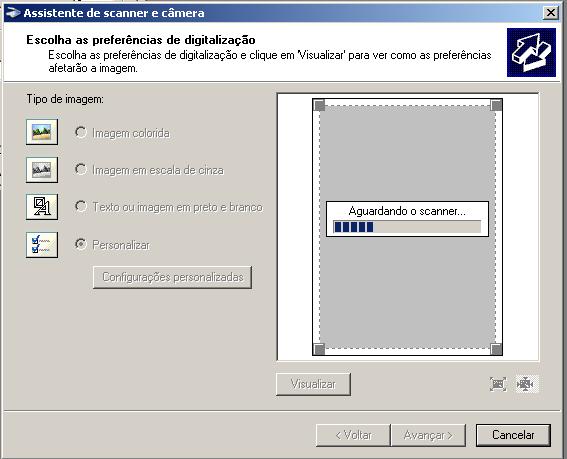 Assistente de scanner e câmera
Escolha as preferências de digitalização
Escolha as preferências de digitalização e clique em 'Visualizar' para ver como as preferências
afetarão a imagem.
Tipo de imagem:
Imagem colorida
Imagem em escala de cinza
Texto ou imagem em preto e branco
Personalizar
Configurações personalizadas
Aguardando o scanner...
Visualizar
< Voltar
Avançar >
Cancelar